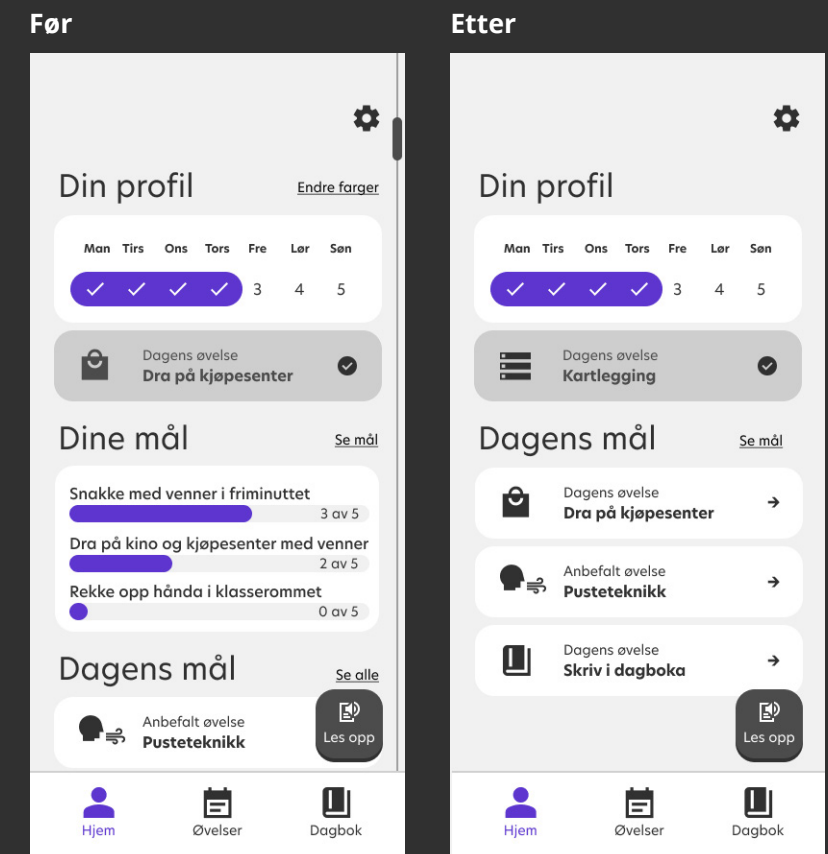 Før
Din profil
Endre farger
Man Tirs Ons Tors Fre Lør Søn
3 4 5
Dagens øvelse
Dra på kjøpesenter
Dine mål
Se mål
Snakke med venner i friminuttet
3 av 5
Dra på kino og kjøpesenter med venner
2 av 5
Rekke opp hånda i klasserommet
0 av 5
Dagens mål
Se alle
Anbefalt øvelse
Pusteteknikk
Les opp
Hjem
Øvelser
Dagbok
Etter
Din profil
Man Tirs Ons Tors Fre Lør Søn
3 4 5
Dagens øvelse
Kartlegging
Dagens mål
Se mål
Dagens øvelse
Dra på kjøpesenter
Anbefalt øvelse
Pusteteknikk
Dagens øvelse
Skriv i dagboka
Les opp
Hjem
Øvelser
Dagbok